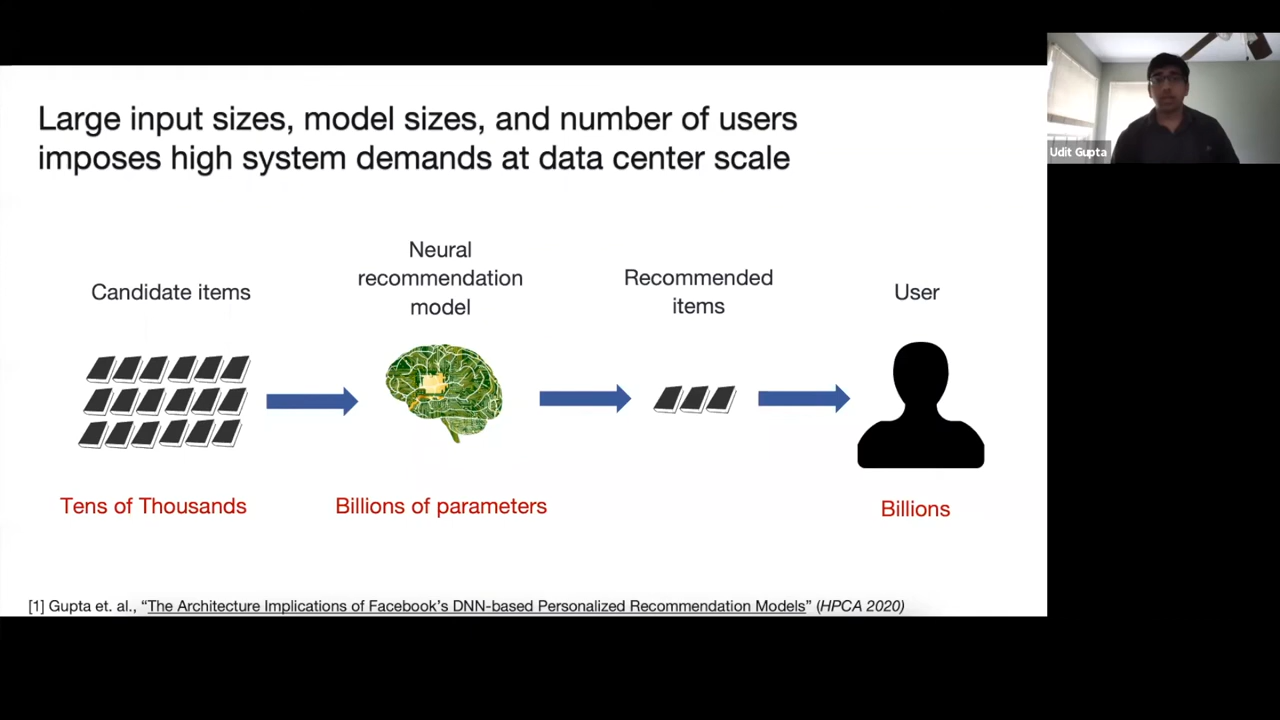 Large input sizes, model sizes, and number of users
imposes high system demands at data center scale
Candidate items
Neural
recommendation
model
Recommended
items
User
Tens of Thousands
Billions of parameters
Billions
[1] Gupta et. al., “The Architecture Implications of Facebook’s DNN-based Personalized Recommendation Models” (HPCA 2020)
Udit Gupta